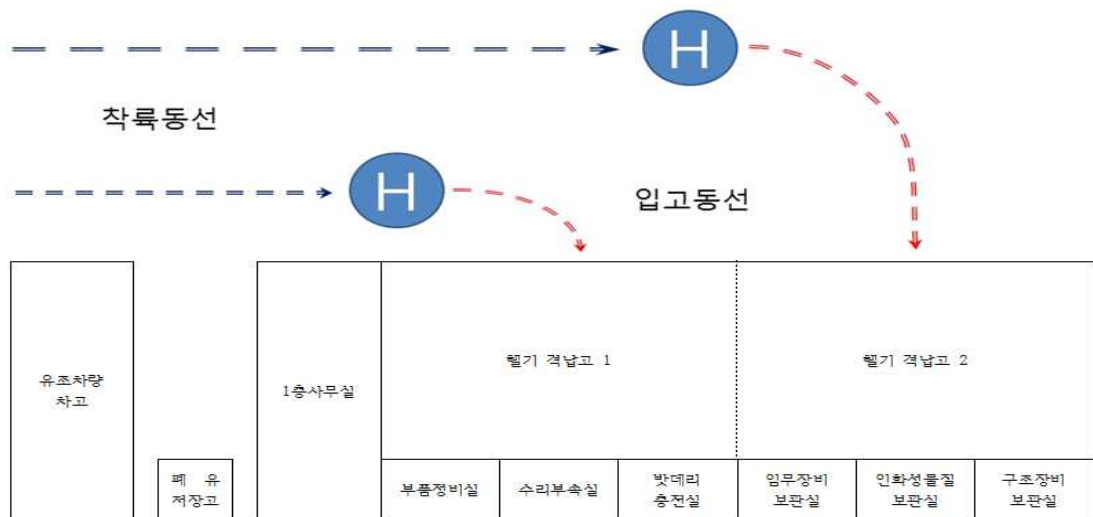 H
착륙동선
H
입고동선
유조차량
차고
폐 유
저장고
1층사무실
헬기 격납고 1
헬기 격납고 2
부품정비실
수리부속실
밧데리
충전실
임무장비
보관실
인화성물질
보관실
구조장비
보관실